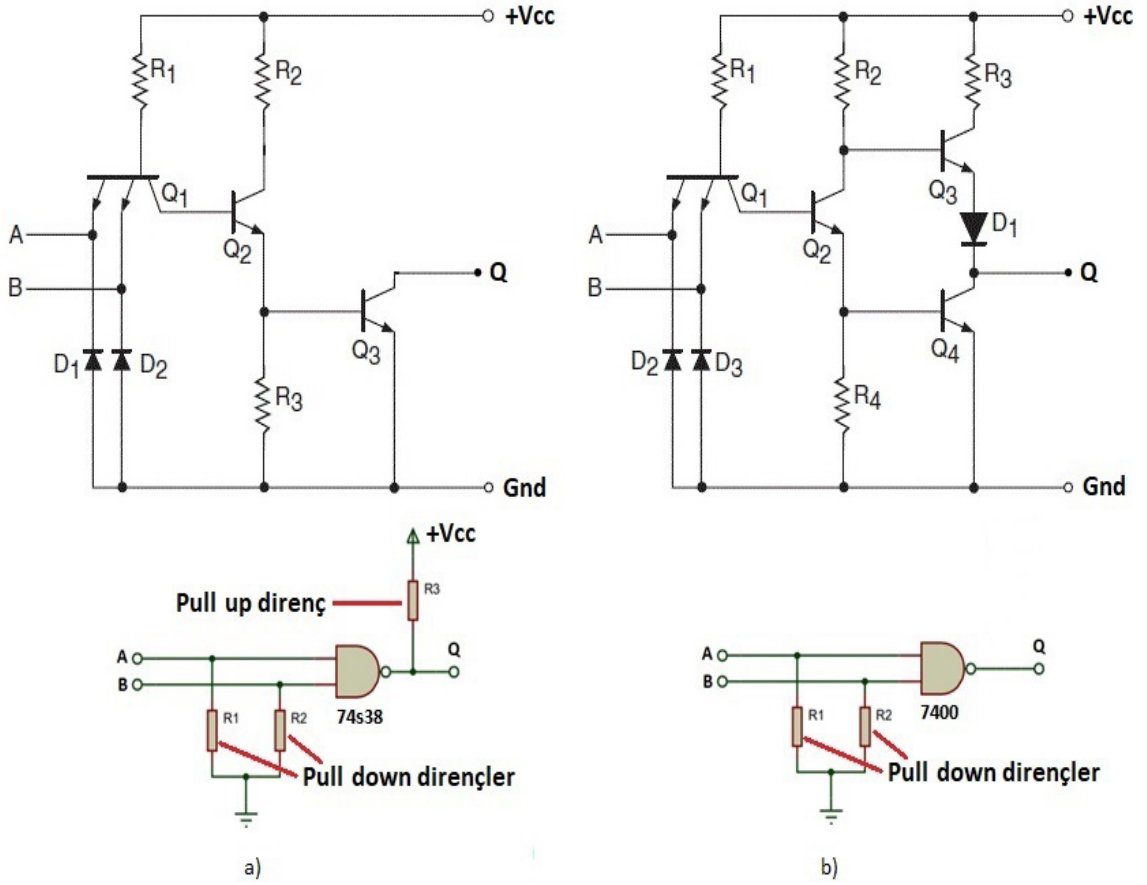 +Vcc
R1
R2
Q1
A
Q2
Q
B
Q3
D1
D2
R3
Gnd
+Vcc
R1
R2
R3
Q3
Q1
D1
A
Q2
Q
B
Q4
D2
D3
R4
Gnd
+Vcc
R3
Pull up direnç
A
Q
B
74s38
R1
R2
Pull down dirençler
a)
A
Q
B
7400
R1
R2
Pull down dirençler
b)